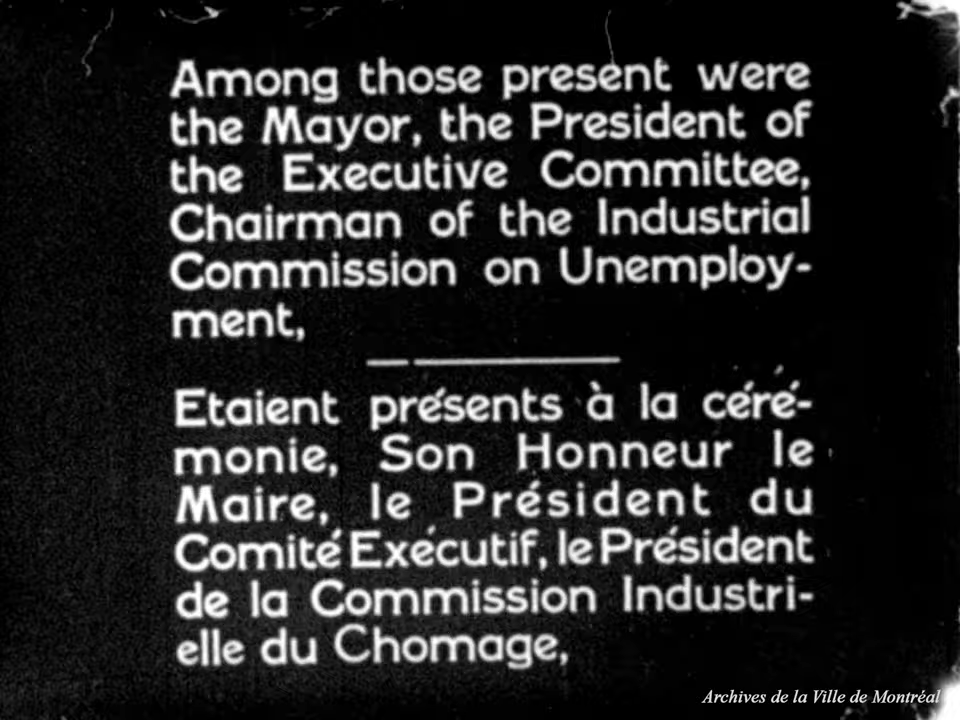 Among those present were
the Mayor, the President of
the Executive Committee,
Chairman of the Industrial
Commission on Unemploy-
ment,
Etaient présents à la céré-
monie, Son Honneur le
Maire, le Président du
Comité Exécutif, le Président
de la Commission Industri-
elle du Chomage,
Archives de la Ville de Montréal